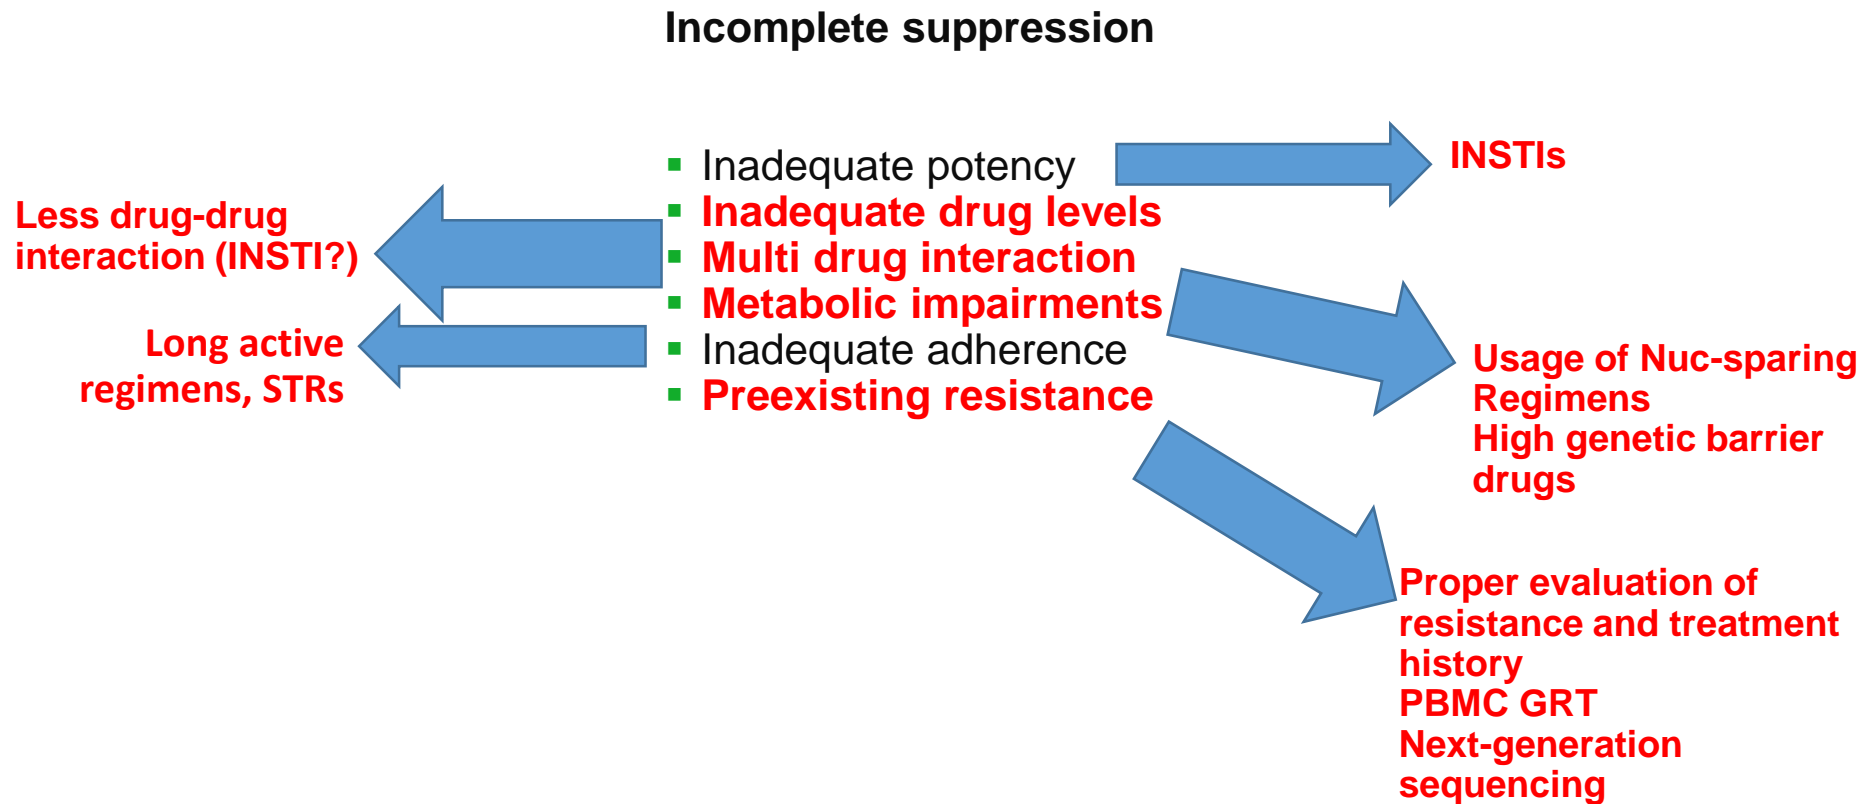 Incomplete suppression
▪ Inadequate potency
▪ Inadequate drug levels
▪ Multi drug interaction
▪ Metabolic impairments
▪ Inadequate adherence
▪ Preexisting resistance
Less drug-drug
interaction (INSTI?)
Long active
regimens, STRs
INSTIs
Usage of Nuc-sparing
Regimens
High genetic barrier
drugs
Proper evaluation of
resistance and treatment
history
PBMC GRT
Next-generation
sequencing